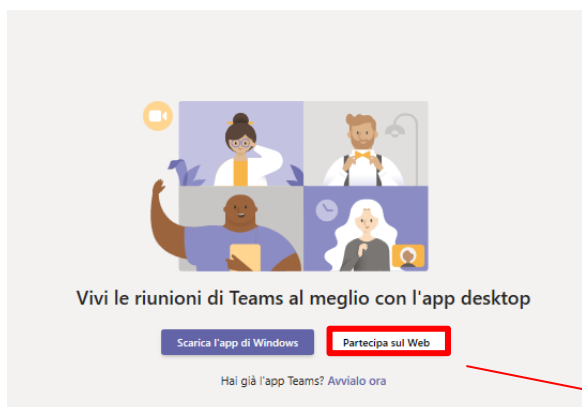 Vivi le riunioni di Teams al meglio con l'app desktop
Scarica l'app di Windows
Partecipa sul Web
Hai già l'app Teams? Avvialo ora